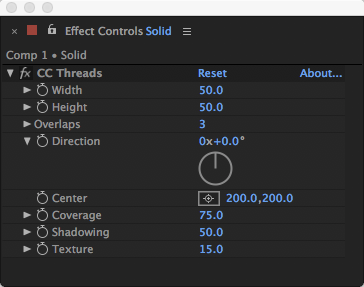 Effect Controls Solid
Comp 1 • Solid
fx CC Threads Reset About...
Width 50.0
Height 50.0
Overlaps 3
Direction 0x+0.0°
Center 200.0,200.0
Coverage 75.0
Shadowing 50.0
Texture 15.0